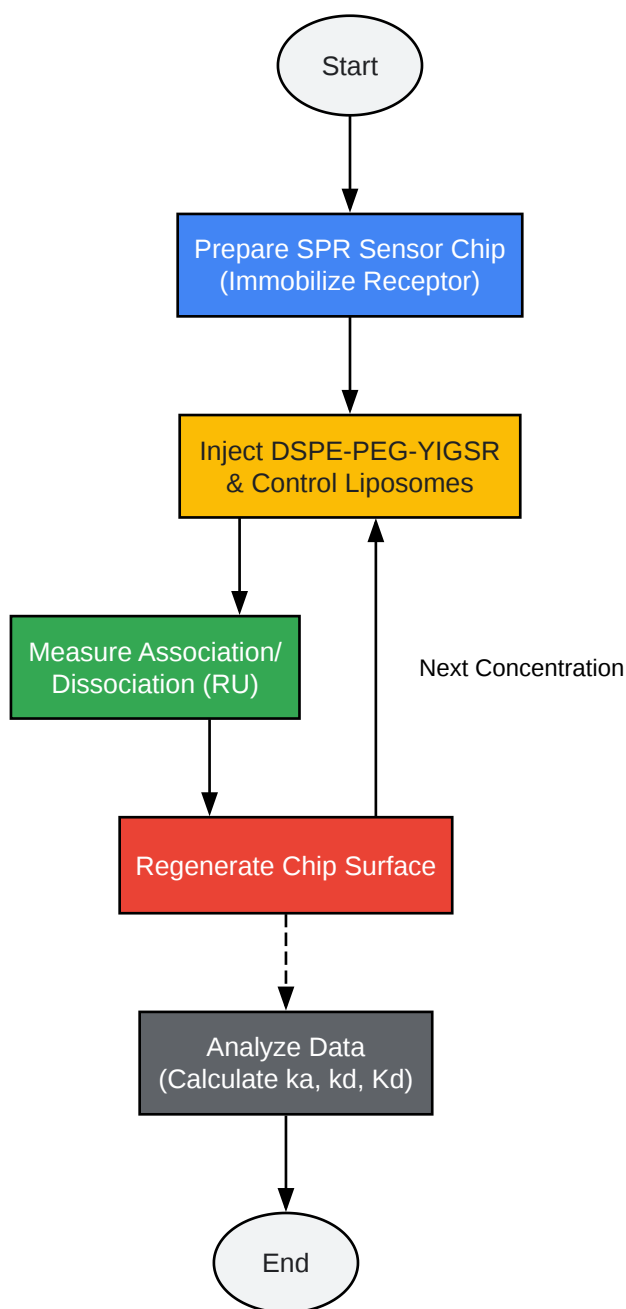 Start
Prepare SPR Sensor Chip
(Immobilize Receptor)
Inject DSPE-PEG-YIGSR
& Control Liposomes
Measure Association/
Dissociation (RU)
Next Concentration
Regenerate Chip Surface
Analyze Data
(Calculate ka, kd, Kd)
End